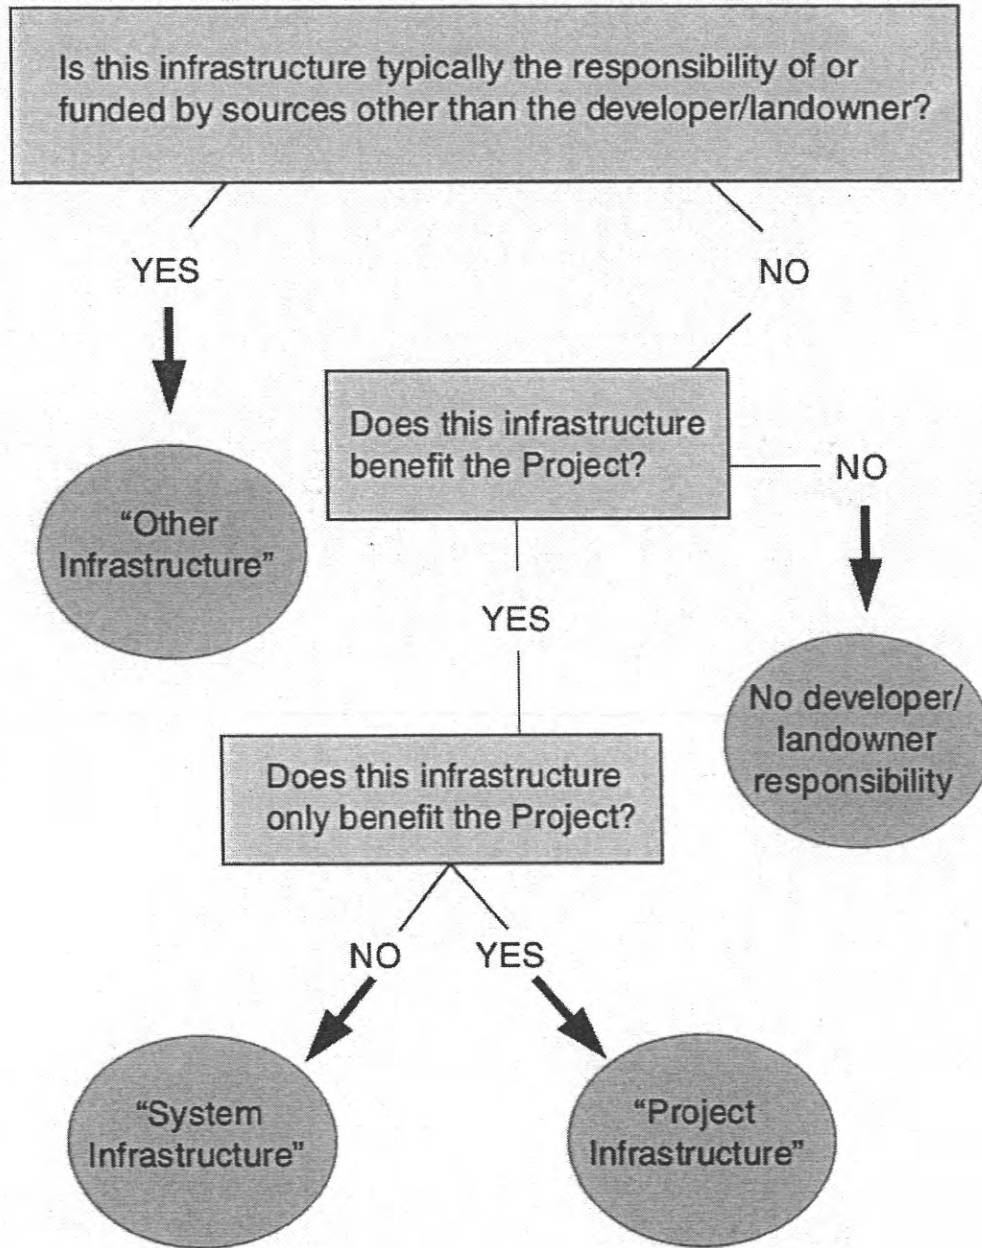 Is this infrastructure typically the responsibility of or
funded by sources other than the developer/landowner?
YES
NO
Does this infrastructure
benefit the Project?
NO
“Other
Infrastructure”
YES
No developer/
landowner
responsibility
Does this infrastructure
only benefit the Project?
NO
YES
“System
Infrastructure”
“Project
Infrastructure”